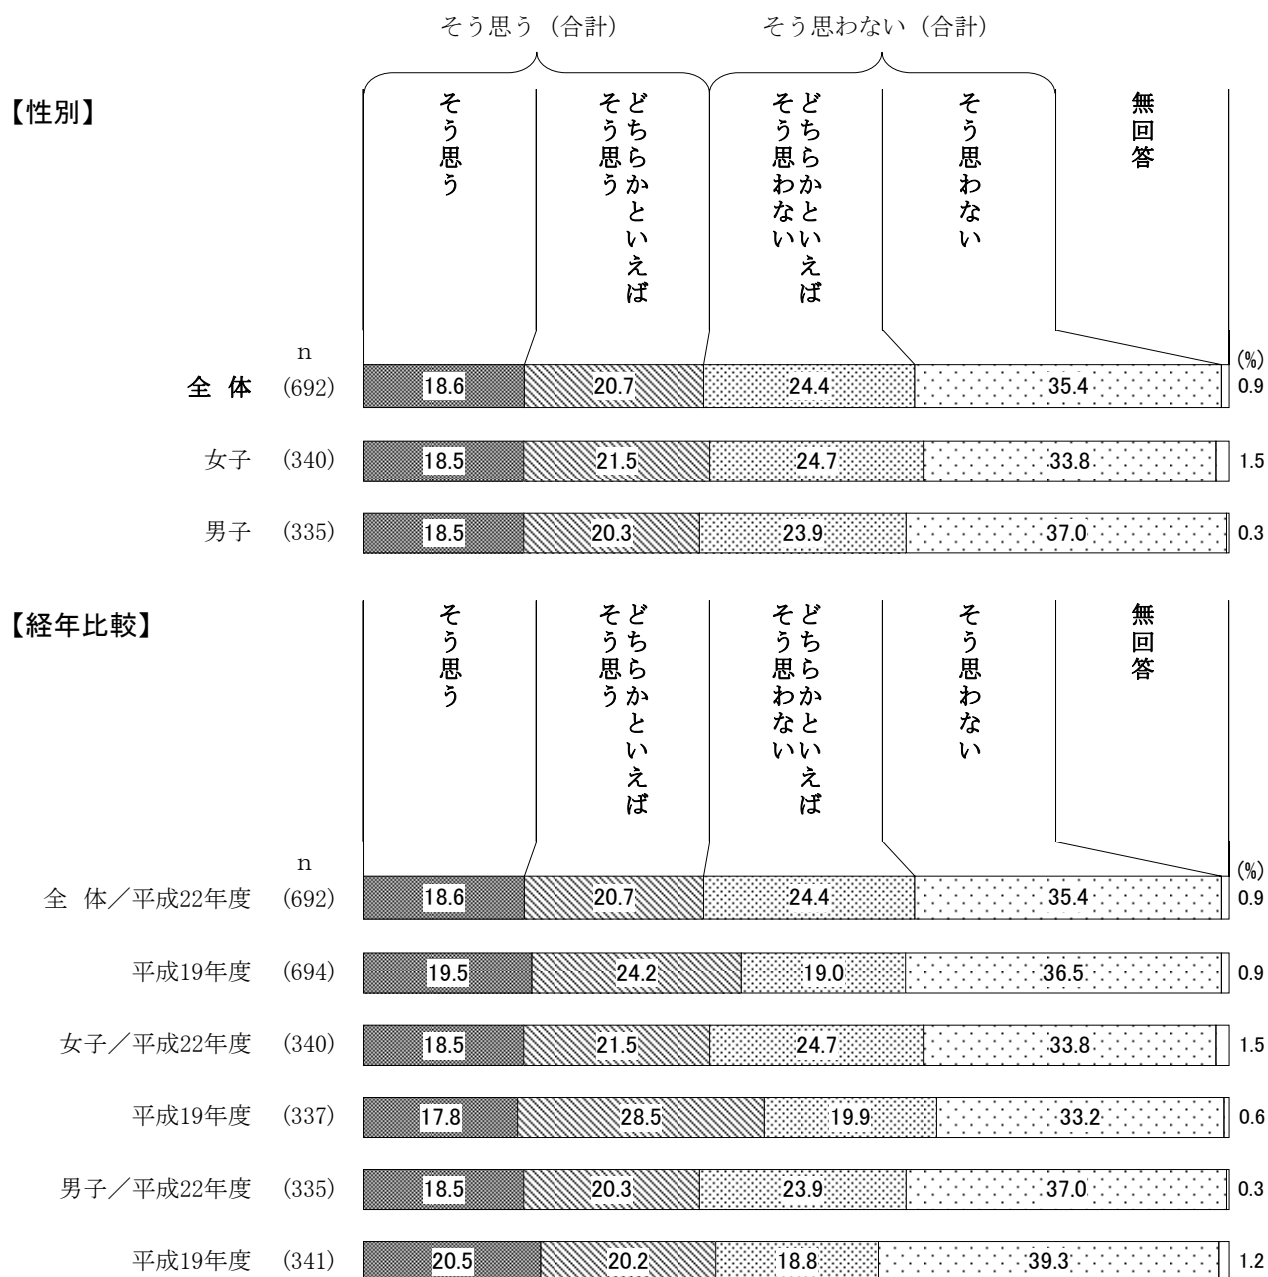 そう思う（合計）
そう思わない（合計）
【性別】
そう思う
どちらかといえば
そう思う
どちらかといえば
そう思わない
そう思わない
無回答
n
(%)
全 体 (692) 18.6 20.7 24.4 35.4 0.9
女子 (340) 18.5 21.5 24.7 33.8 1.5
男子 (335) 18.5 20.3 23.9 37.0 0.3
【経年比較】
そう思う
どちらかといえば
そう思う
どちらかといえば
そう思わない
そう思わない
無回答
n
(%)
全 体／平成22年度 (692) 18.6 20.7 24.4 35.4 0.9
平成19年度 (694) 19.5 24.2 19.0 36.5 0.9
女子／平成22年度 (340) 18.5 21.5 24.7 33.8 1.5
平成19年度 (337) 17.8 28.5 19.9 33.2 0.6
男子／平成22年度 (335) 18.5 20.3 23.9 37.0 0.3
平成19年度 (341) 20.5 20.2 18.8 39.3 1.2